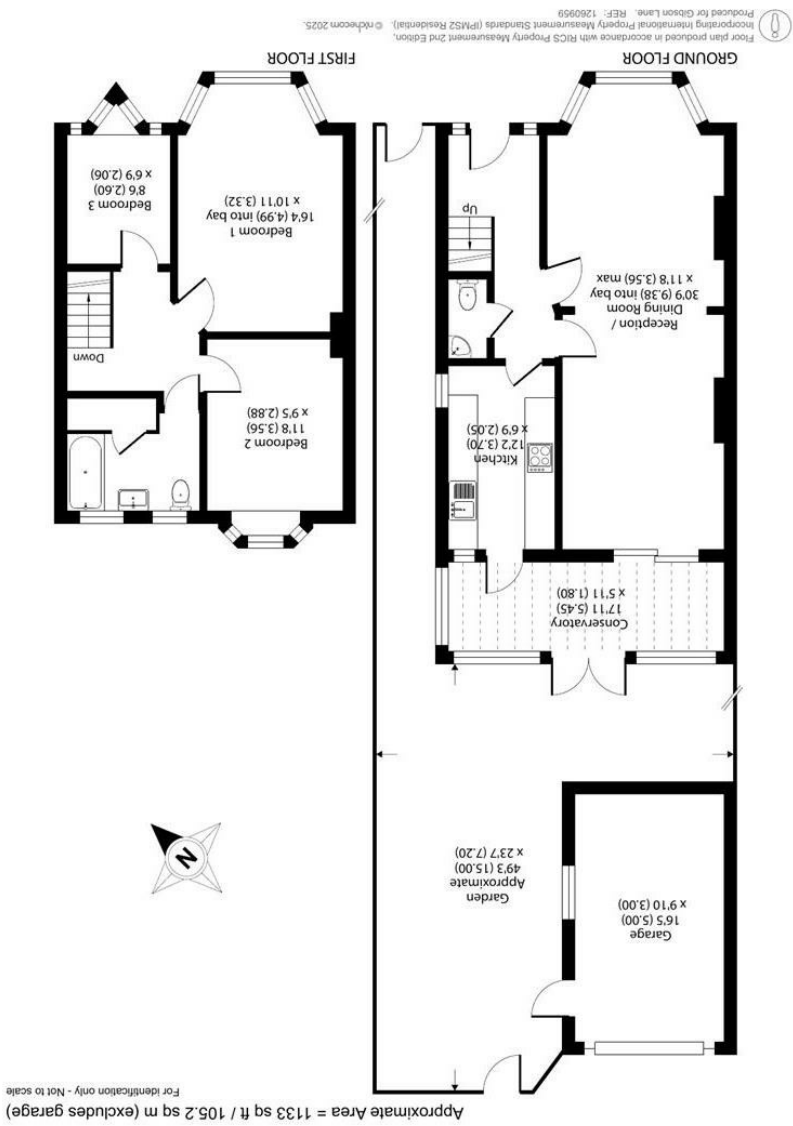 Approximate Area = 1133 sq ft / 105.2 sq m (excludes garage)
For identification only - Not to scale
Garage
16'5 (5.00)
x 9'10 (3.00)
Garden
Approximate
49'3 (15.00)
x 23'7 (7.20)
N
Conservatory
17'11 (5.45)
x 5'11 (1.80)
Kitchen
12'2 (3.70)
x 6'9 (2.05)
Reception /
Dining Room
30'9 (9.38) into bay
x 11'8 (3.56) max
Up
GROUND FLOOR
Bedroom 2
11'8 (3.56)
x 9'5 (2.88)
Down
Bedroom 1
16'4 (4.99) into bay
x 10'11 (3.32)
Bedroom 3
8'6 (2.60)
x 6'9 (2.06)
FIRST FLOOR
Floor plan produced in accordance with RICS Property Measurement 2nd Edition,
Incorporating International Property Measurement Standards (IPMS2 Residential). ©nichecom 2025.
Produced for Gibson Lane. REF: 1260959